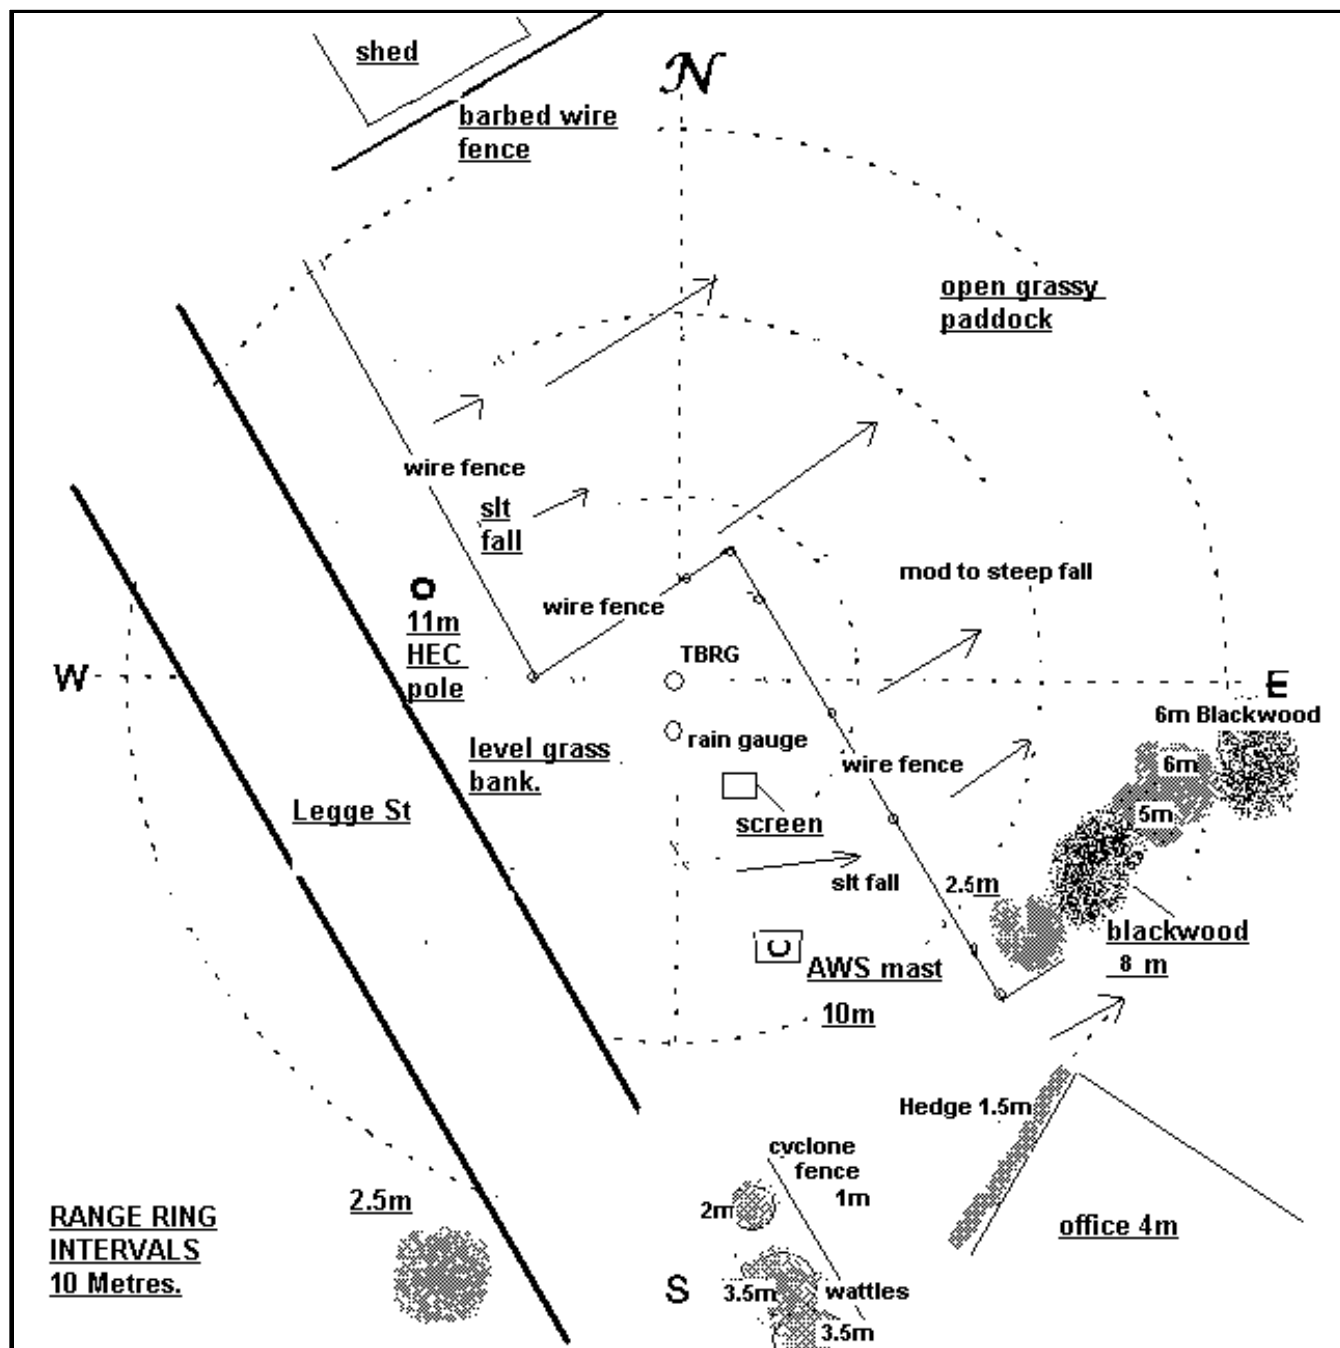 shed
N
barbed wire
fence
open grassy
paddock
wire fence
slt
fall
mod to steep fall
wire fence
11m
HEC
pole
TBRG
W
E
6m Blackwood
rain gauge
level grass
bank.
wire fence
6m
Legge St
screen
5m
slt fall
2.5m
blackwood
8 m
C
AWS mast
10m
Hedge 1.5m
cyclone
fence
1m
2.5m
2m
RANGE RING
INTERVALS
10 Metres.
office 4m
S
3.5m
wattles
3.5m